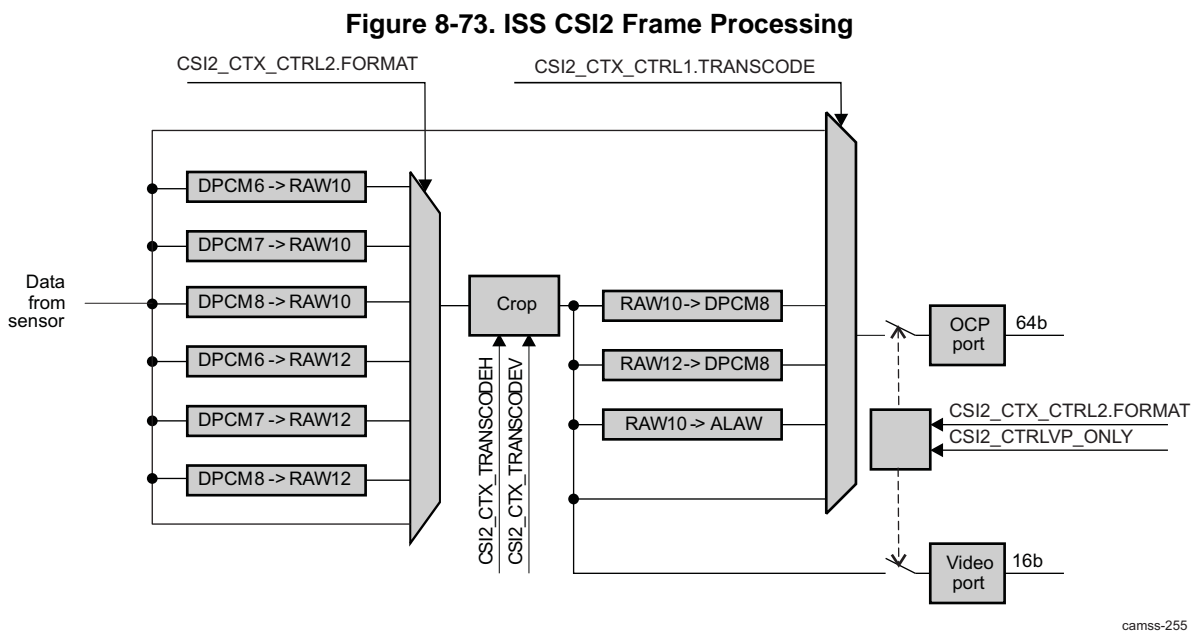 Figure 8-73. ISS CSI2 Frame Processing
CSI2_CTX_CTRL2.FORMAT
CSI2_CTX_CTRL1.TRANSCODE
DPCM6 -> RAW10
DPCM7 -> RAW10
DPCM8 -> RAW10
DPCM6 -> RAW12
DPCM7 -> RAW12
DPCM8 -> RAW12
Data
from
sensor
Crop
CSI2_CTX_TRANSCODEH
CSI2_CTX_TRANSCODEV
RAW10-> DPCM8
RAW12-> DPCM8
RAW10 -> ALAW
OCP
port
64b
CSI2_CTX_CTRL2.FORMAT
CSI2_CTRLVP_ONLY
Video
port
16b
camss-255